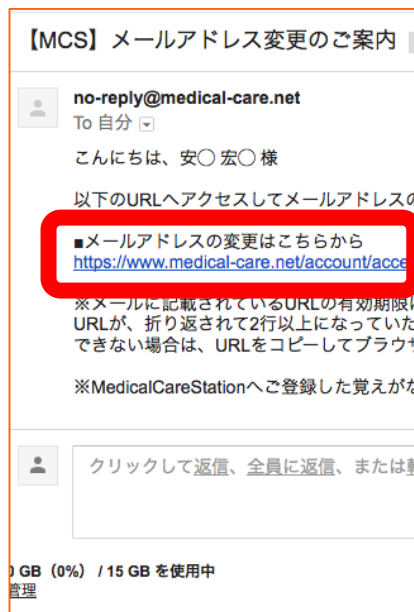 【MCS】メールアドレス変更のご案内
no-reply@medical-care.net
To 自分
こんにちは、安◯ 宏◯ 様
以下のURLへアクセスしてメールアドレスの
■メールアドレスの変更はこちらから
https://www.medical-care.net/account/acce
※メールに記載されているURLの有効期限は
URLが、折り返されて2行以上になっていた
できない場合は、URLをコピーしてブラウザ
※MedicalCareStationへご登録した覚えがな
クリックして返信、全員に返信、または
GB（0%）/ 15 GB を使用中
管理